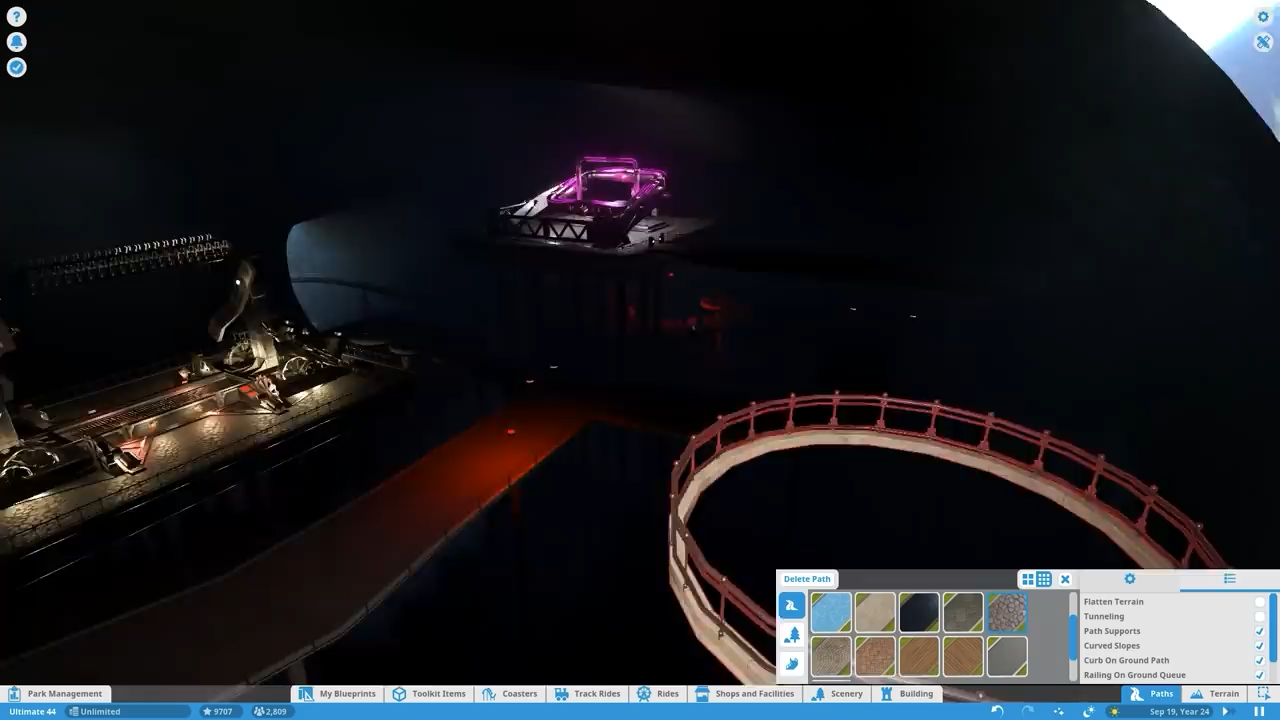 Delete Path
Flatten Terrain
Tunneling
Path Supports
Curved Slopes
Curb On Ground Path
Railing On Ground Queue
Park Management
My Blueprints
Toolkit Items
Coasters
Track Rides
Rides
Shops and Facilities
Scenery
Building
Paths
Terrain
Ultimate 44
Unlimited
9707
2,809
Sep 19, Year 24